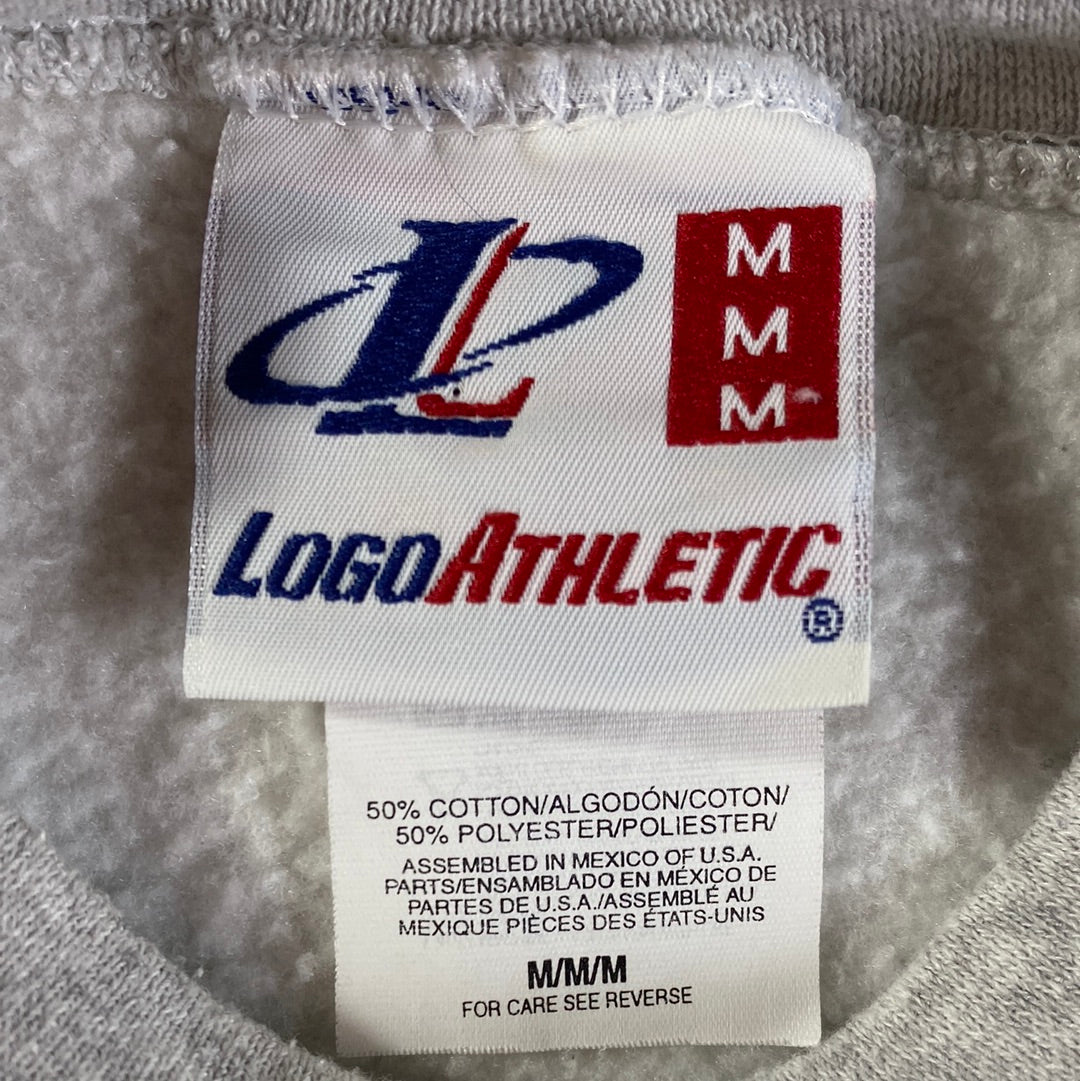 L
M
M
M
LOGOATHLETIC
®
50% COTTON/ALGODÓN/COTON/
50% POLYESTER/POLIESTER/
ASSEMBLED IN MEXICO OF U.S.A.
PARTS/ENSAMBLADO EN MÉXICO DE
PARTES DE U.S.A./ASSEMBLÉ AU
MEXIQUE PIÈCES DES ÉTATS-UNIS
M/M/M
FOR CARE SEE REVERSE